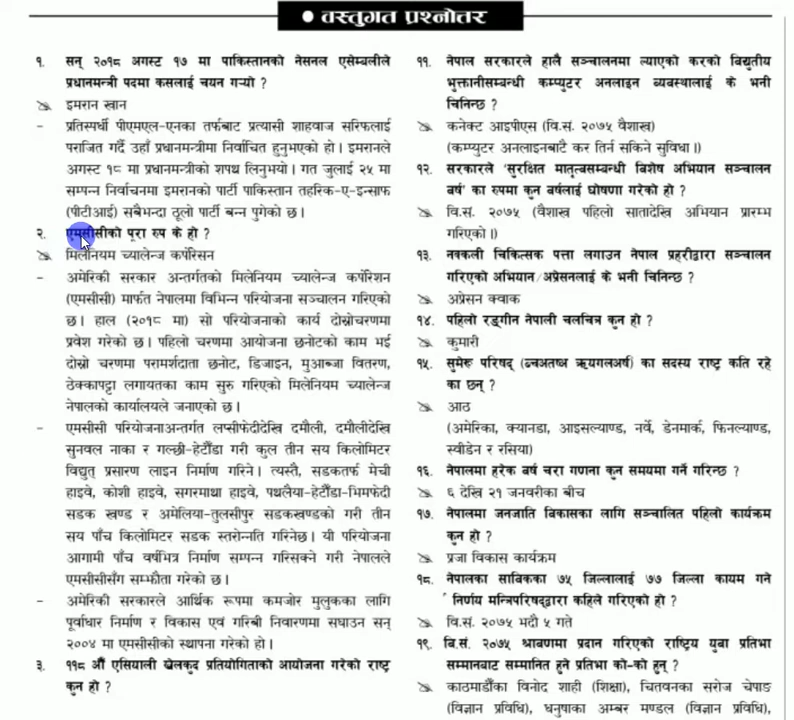 ● वस्तुगत प्रश्नोत्तर
१. सन् २०१८ अगस्ट १७ मा पाकिस्तानको नेसनल एसेम्बलीले
प्रधानमन्त्री पदमा कसलाई चयन गर्‍यो ?
इमरान खान
– प्रतिस्पर्धी पीएमएल-एनका तर्फबाट प्रत्यासी शाहवाज सरिफलाई
पराजित गर्दै उहाँ प्रधानमन्त्रीमा निर्वाचित हुनुभएको हो । इमरानले
अगस्ट १८ मा प्रधानमन्त्रीको शपथ लिनुभयो । गत जुलाई २५ मा
सम्पन्न निर्वाचनमा इमरानको पार्टी पाकिस्तान तहरिक-ए-इन्साफ
(पीटीआई) सबैभन्दा ठूलो पार्टी बन्न पुगेको छ ।
२. एमसीसीको पूरा रुप के हो ?
मिलेनियम च्यालेन्ज कर्पोरेसन
– अमेरिकी सरकार अन्तर्गतको मिलेनियम च्यालेन्ज कर्पोरेशन
(एमसीसी) मार्फत नेपालमा विभिन्न परियोजना सञ्चालन गरिएको
छ । हाल (२०१८ मा) सो परियोजनाको कार्य दोस्रोचरणमा
प्रवेश गरेको छ । पहिलो चरणमा आयोजना छनोटको काम भई
दोस्रो चरणमा परामर्शदाता छनोट, डिजाइन, मुआब्जा वितरण,
ठेक्कापट्टा लगायतका काम सुरु गरिएको मिलेनियम च्यालेन्ज
नेपालको कार्यालयले जनाएको छ ।
– एमसीसी परियोजनाअन्तर्गत लप्सीफेदीदेखि दमौली, दमौलीदेखि
सुनवल नाका र गल्छी-हेटौंडा गरी कुल तीन सय किलोमिटर
विद्युत् प्रसारण लाइन निर्माण गरिने । त्यस्तै, सडकतर्फ मेची
हाइवे, कोशी हाइवे, सगरमाथा हाइवे, पथलैया-हेटौंडा-भिमफेदी
सडक खण्ड र अमेलिया-तुलसीपुर सडकखण्डको गरी तीन
सय पाँच किलोमिटर सडक स्तरोन्नति गरिनेछ । यी परियोजना
आगामी पाँच वर्षभित्र निर्माण सम्पन्न गरिसक्ने गरी नेपालले
एमसीसीसँग सम्झौता गरेको छ ।
– अमेरिकी सरकारले आर्थिक रूपमा कमजोर मुलुकका लागि
पूर्वाधार निर्माण र विकास एवं गरिबी निवारणमा सघाउन सन्
२००४ मा एमसीसीको स्थापना गरेको हो ।
३. ११८ औं एसियाली खेलकुद प्रतियोगिताको आयोजना गरेको राष्ट्र
कुन हो ?
११. नेपाल सरकारले हालै सञ्चालनमा ल्याएको करको विद्युतीय
भुक्तानीसम्बन्धी कम्प्युटर अनलाइन व्यवस्थालाई के भनी
चिनिन्छ ?
कनेक्ट आइपीएस (वि.सं. २०७५ वैशाख)
(कम्प्युटर अनलाइनबाटै कर तिर्न सकिने सुविधा ।)
१२. सरकारले 'सुरक्षित मातृत्वसम्बन्धी विशेष अभियान सञ्चालन
वर्ष' का रुपमा कुन वर्षलाई घोषणा गरेको हो ?
वि.सं. २०७५ (वैशाख पहिलो सातादेखि अभियान प्रारम्भ
गरिएको ।)
१३. नक्कली चिकित्सक पत्ता लगाउन नेपाल प्रहरीद्वारा सञ्चालन
गरिएको अभियान/अप्रेसनलाई के भनी चिनिन्छ ?
अप्रेसन क्वाक
१४. पहिलो रङ्गीन नेपाली चलचित्र कुन हो ?
कुमारी
१५. सुमेरू परिषद् (ब्चअतष्अ ऋयगलअष्) का सदस्य राष्ट्र कति रहे
का छन् ?
आठ
(अमेरिका, क्यानडा, आइसल्याण्ड, नर्वे, डेनमार्क, फिनल्याण्ड,
स्वीडेन र रसिया)
१६. नेपालमा हरेक बर्ष चरा गणना कुन समयमा गर्ने गरिन्छ ?
६ देखि २१ जनवरीका बीच
१७. नेपालमा जनजाति विकासका लागि सञ्चालित पहिलो कार्यक्रम
कुन हो ?
प्रजा विकास कार्यक्रम
१८. नेपालका साविकका ७५ जिल्लालाई ७७ जिल्ला कायम गने
निर्णय मन्त्रिपरिषद्द्वारा कहिले गरिएको हो ?
वि.सं. २०७५ भदौ ५ गते
१९. बि.सं. २०७५ श्रावणमा प्रदान गरिएको राष्ट्रिय युवा प्रतिभा
सम्मानबाट सम्मानित हुने प्रतिभा को-को हुन् ?
काठमाडौंका विनोद शाही (शिक्षा), चितवनका सरोज चेपाङ
(विज्ञान प्रविधि), धनुषाका अम्बर मण्डल (विज्ञान प्रविधि),